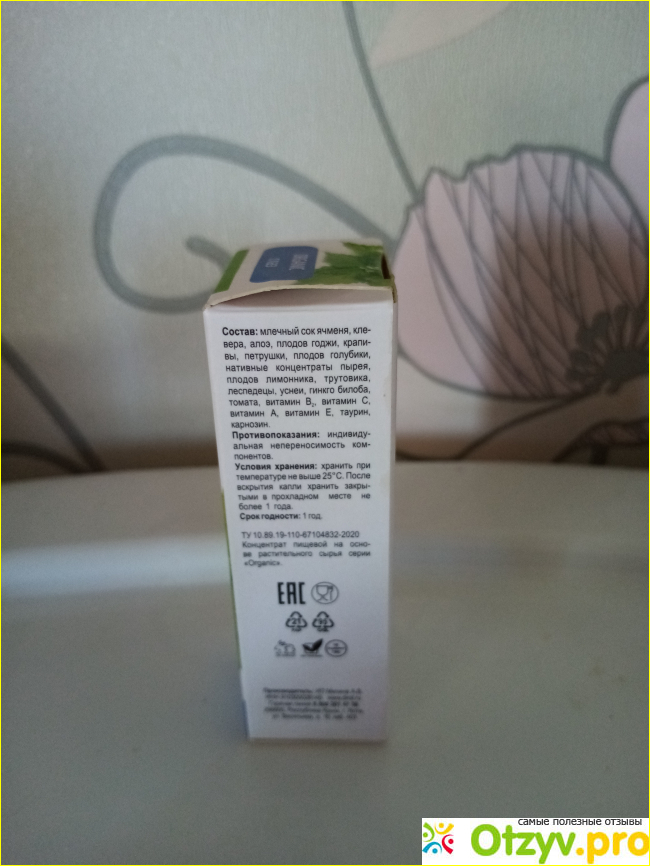 Состав: млечный сок ячменя, кле-
вера, алоэ, плодов годжи, крапи-
вы, петрушки, плодов голубики,
нативные концентраты пырея,
плодов лимонника, трутовика,
леспедецы, уснеи, гинкго билоба,
томата, витамин В₂, витамин С,
витамин А, витамин Е, таурин,
карнозин.
Противопоказания: индивиду-
альная непереносимость ком-
понентов.
Условия хранения: хранить при
температуре не выше 25°С. После
вскрытия капли хранить закры-
тыми в прохладном месте не
более 1 года.
Срок годности: 1 год.
ТУ 10.89.19-110-67104832-2020
Концентрат пищевой на осно-
ве растительного сырья серии
«Organic».
EAC
21
Производитель:
самые полезные отзывы
Otzyv.pro